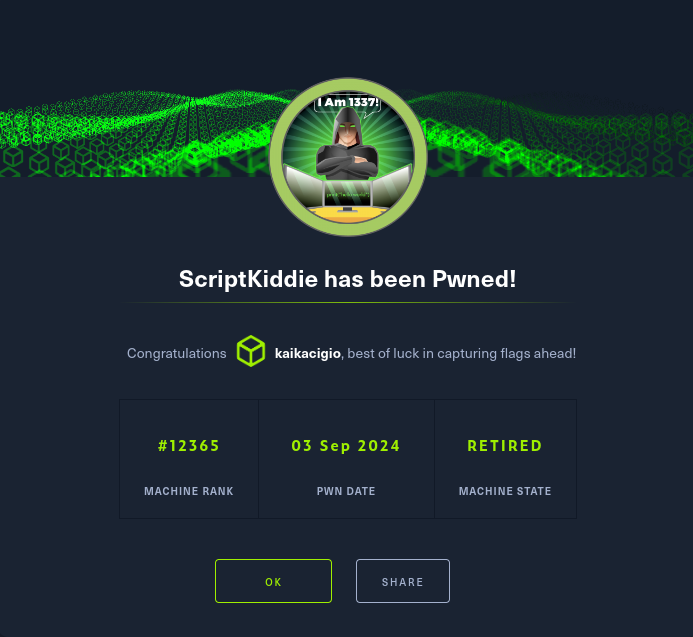 I Am 1337!
ScriptKiddie has been Pwned!
Congratulations kaikacigio, best of luck in capturing flags ahead!
#12365 03 Sep 2024 RETIRED
MACHINE RANK PWN DATE MACHINE STATE
OK SHARE